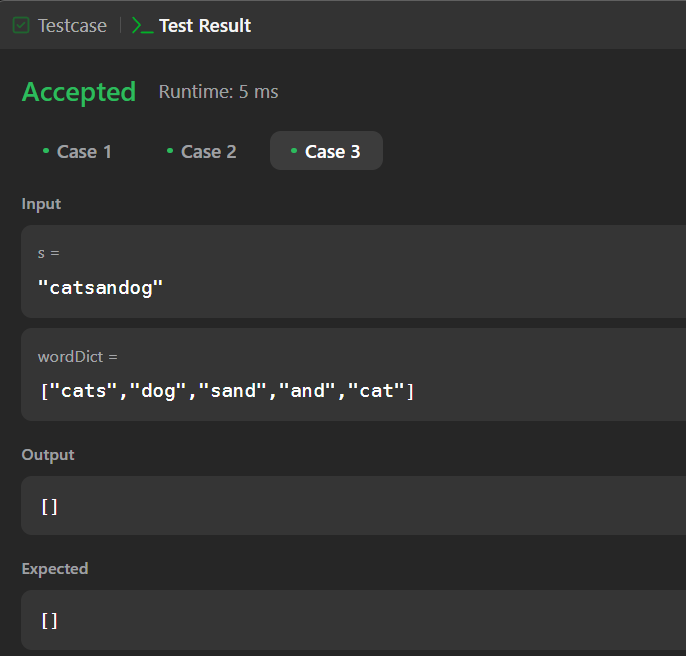 Testcase | >_ Test Result
Accepted Runtime: 5 ms
• Case 1 • Case 2 • Case 3
Input
s =
"catsandog"
wordDict =
["cats","dog","sand","and","cat"]
Output
[]
Expected
[]